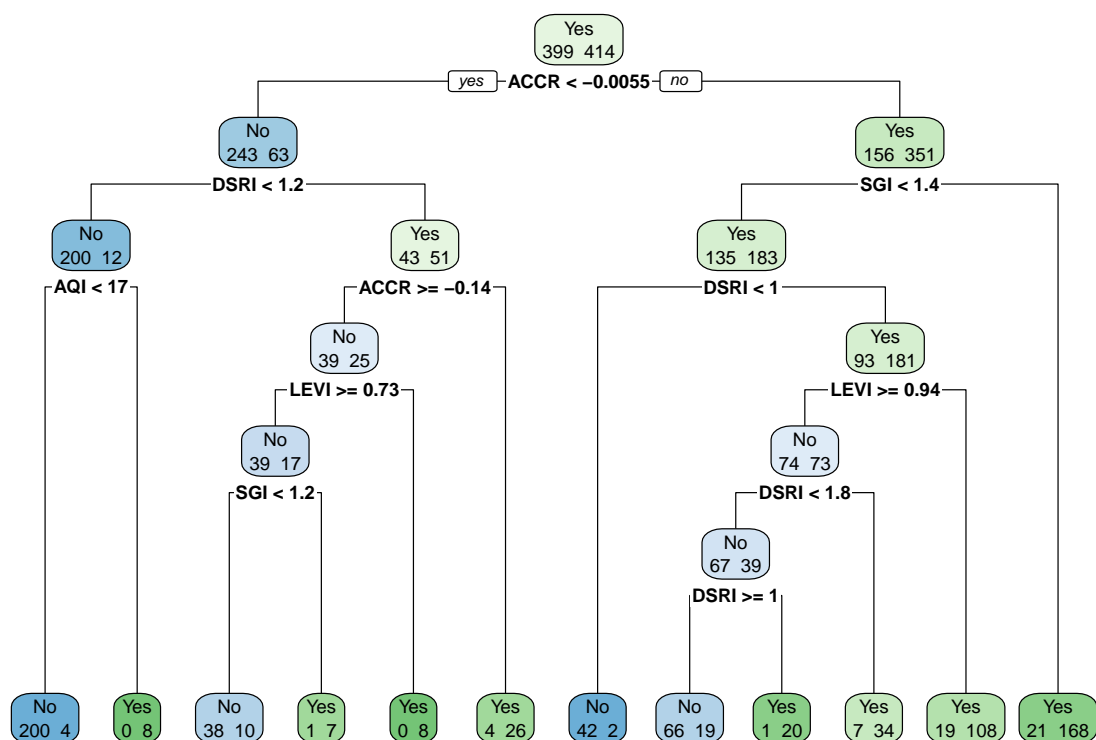 Yes
399 414
yes ACCR < −0.0055 no
No
243 63
Yes
156 351
DSRI < 1.2
SGI < 1.4
No
200 12
Yes
43 51
Yes
135 183
AQI < 17
ACCR >= −0.14
DSRI < 1
No
39 25
Yes
93 181
LEVI >= 0.73
LEVI >= 0.94
No
39 17
No
74 73
SGI < 1.2
DSRI < 1.8
No
67 39
DSRI >= 1
No
200 4
Yes
0 8
No
38 10
Yes
1 7
Yes
0 8
Yes
4 26
No
42 2
No
66 19
Yes
1 20
Yes
7 34
Yes
19 108
Yes
21 168